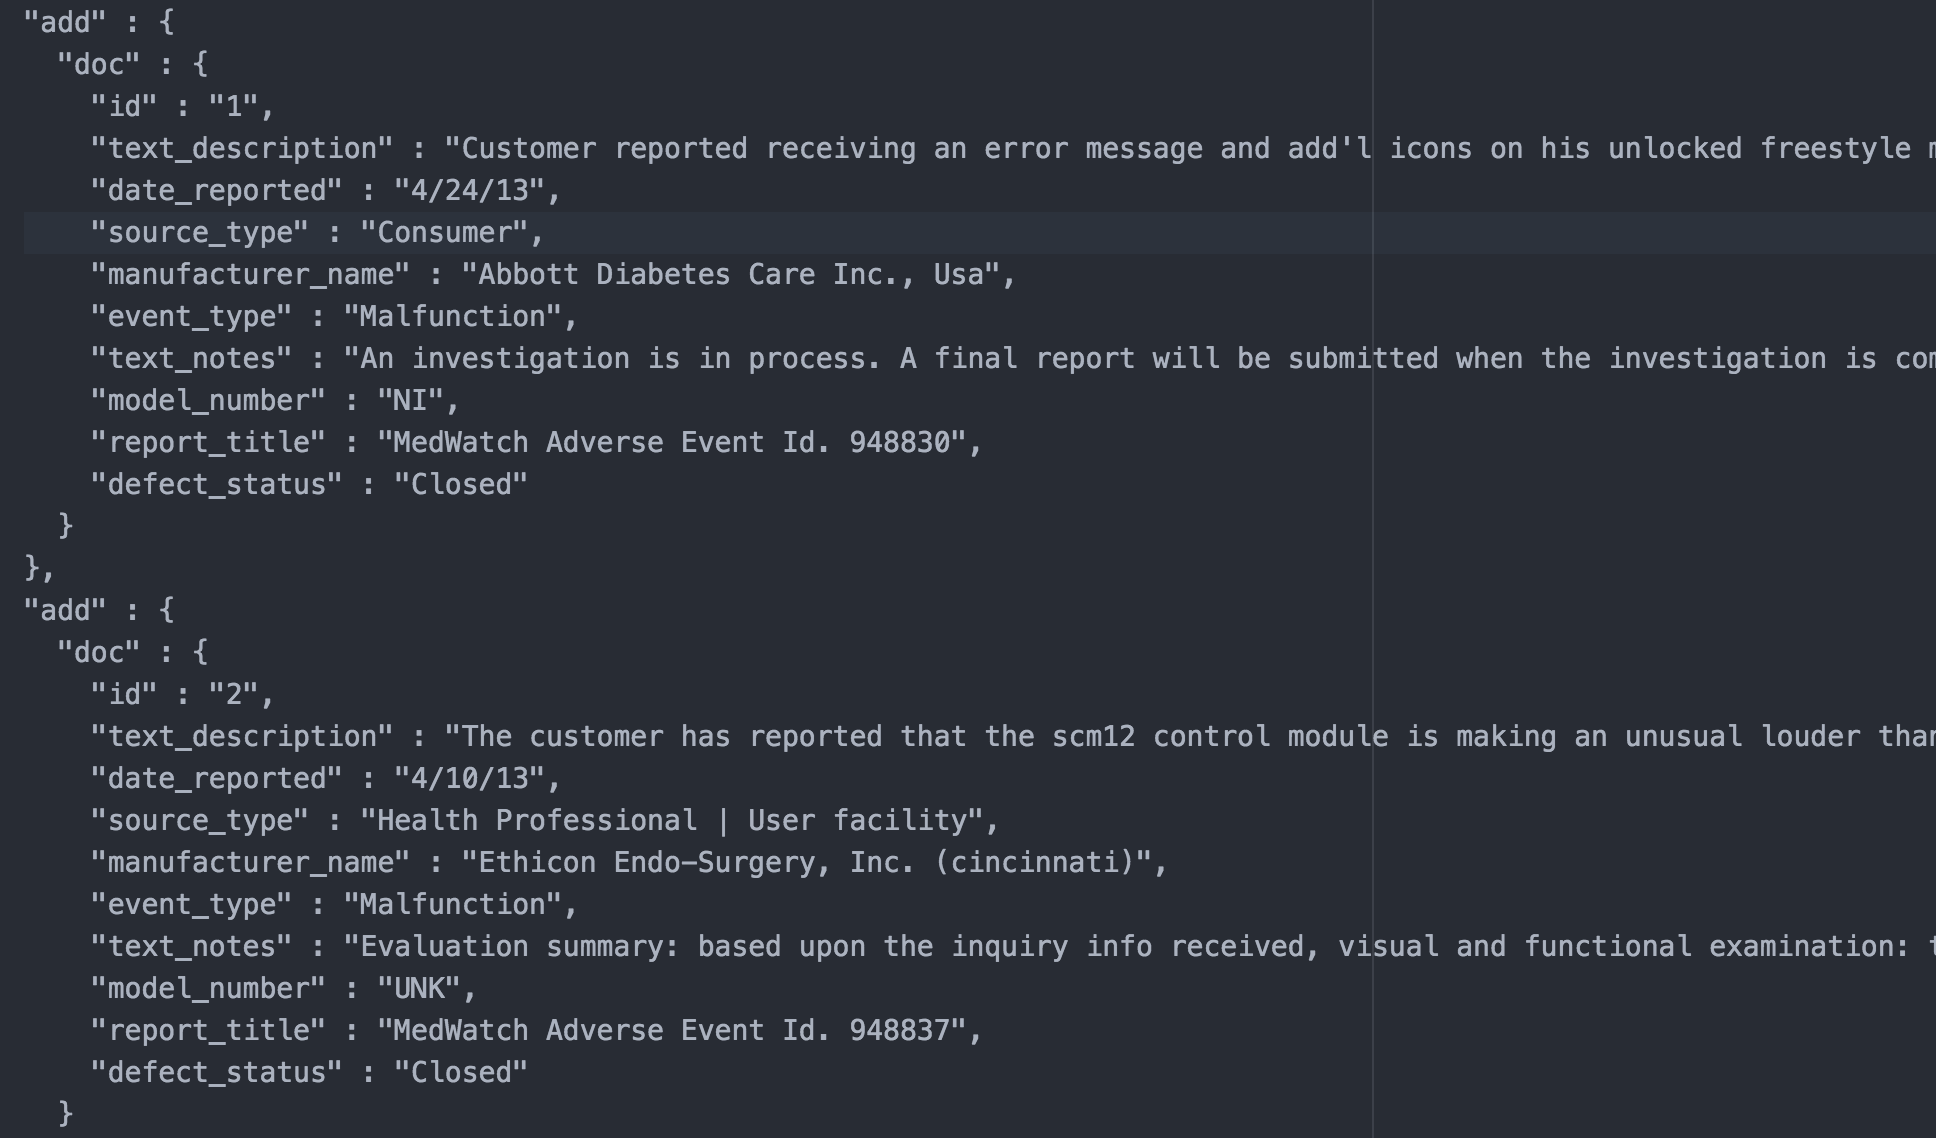 "add" : {
"doc" : {
"id" : "1",
"text_description" : "Customer reported receiving an error message and add'l icons on his unlocked freestyle
"date_reported" : "4/24/13",
"source_type" : "Consumer",
"manufacturer_name" : "Abbott Diabetes Care Inc., Usa",
"event_type" : "Malfunction",
"text_notes" : "An investigation is in process. A final report will be submitted when the investigation is com
"model_number" : "NI",
"report_title" : "MedWatch Adverse Event Id. 948830",
"defect_status" : "Closed"
}
},
"add" : {
"doc" : {
"id" : "2",
"text_description" : "The customer has reported that the scm12 control module is making an unusual louder than
"date_reported" : "4/10/13",
"source_type" : "Health Professional | User facility",
"manufacturer_name" : "Ethicon Endo-Surgery, Inc. (cincinnati)",
"event_type" : "Malfunction",
"text_notes" : "Evaluation summary: based upon the inquiry info received, visual and functional examination:
"model_number" : "UNK",
"report_title" : "MedWatch Adverse Event Id. 948837",
"defect_status" : "Closed"
}